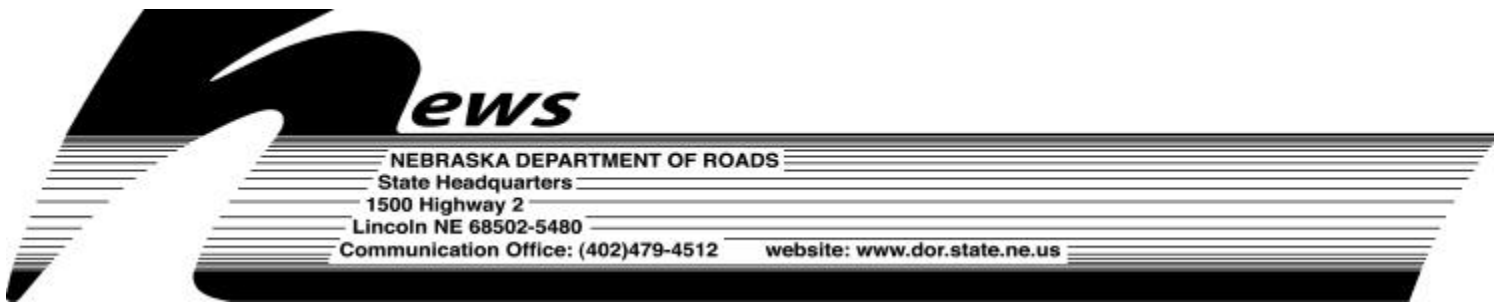 news
NEBRASKA DEPARTMENT OF ROADS
State Headquarters
1500 Highway 2
Lincoln NE 68502-5480
Communication Office: (402)479-4512 website: www.dor.state.ne.us